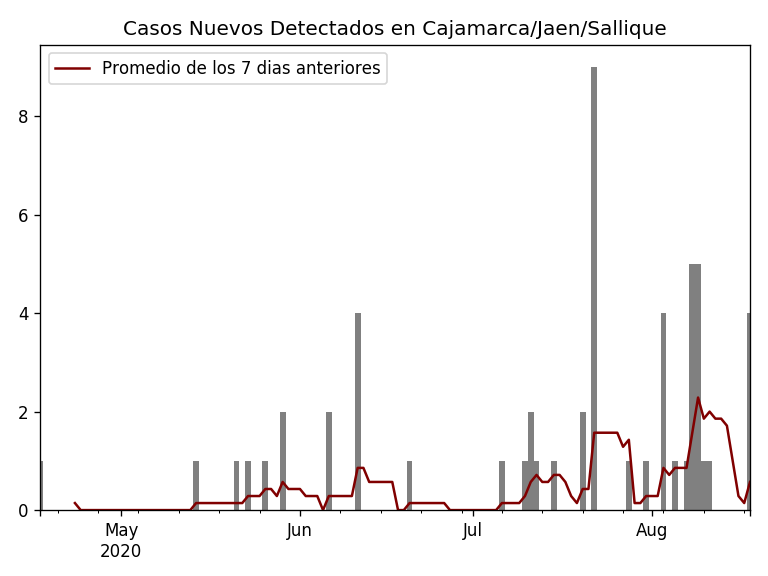 Casos Nuevos Detectados en Cajamarca/Jaen/Sallique
Promedio de los 7 dias anteriores
8
6
4
2
0
May Jun Jul Aug
2020